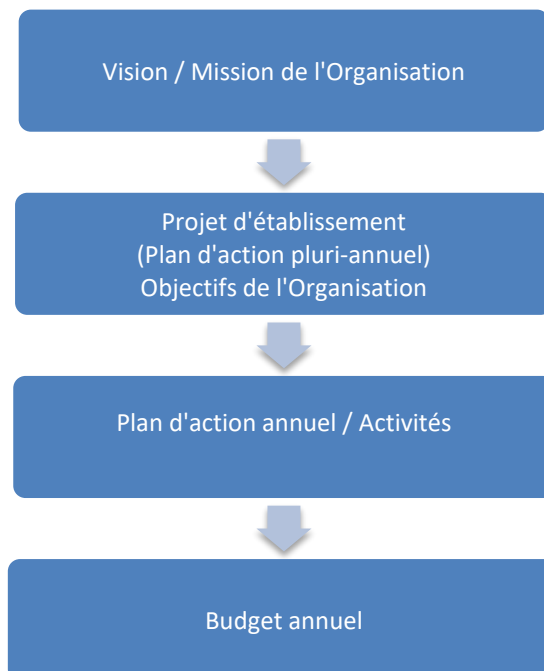 Vision / Mission de l'Organisation
Projet d'établissement
(Plan d'action pluri-annuel)
Objectifs de l'Organisation
Plan d'action annuel / Activités
Budget annuel